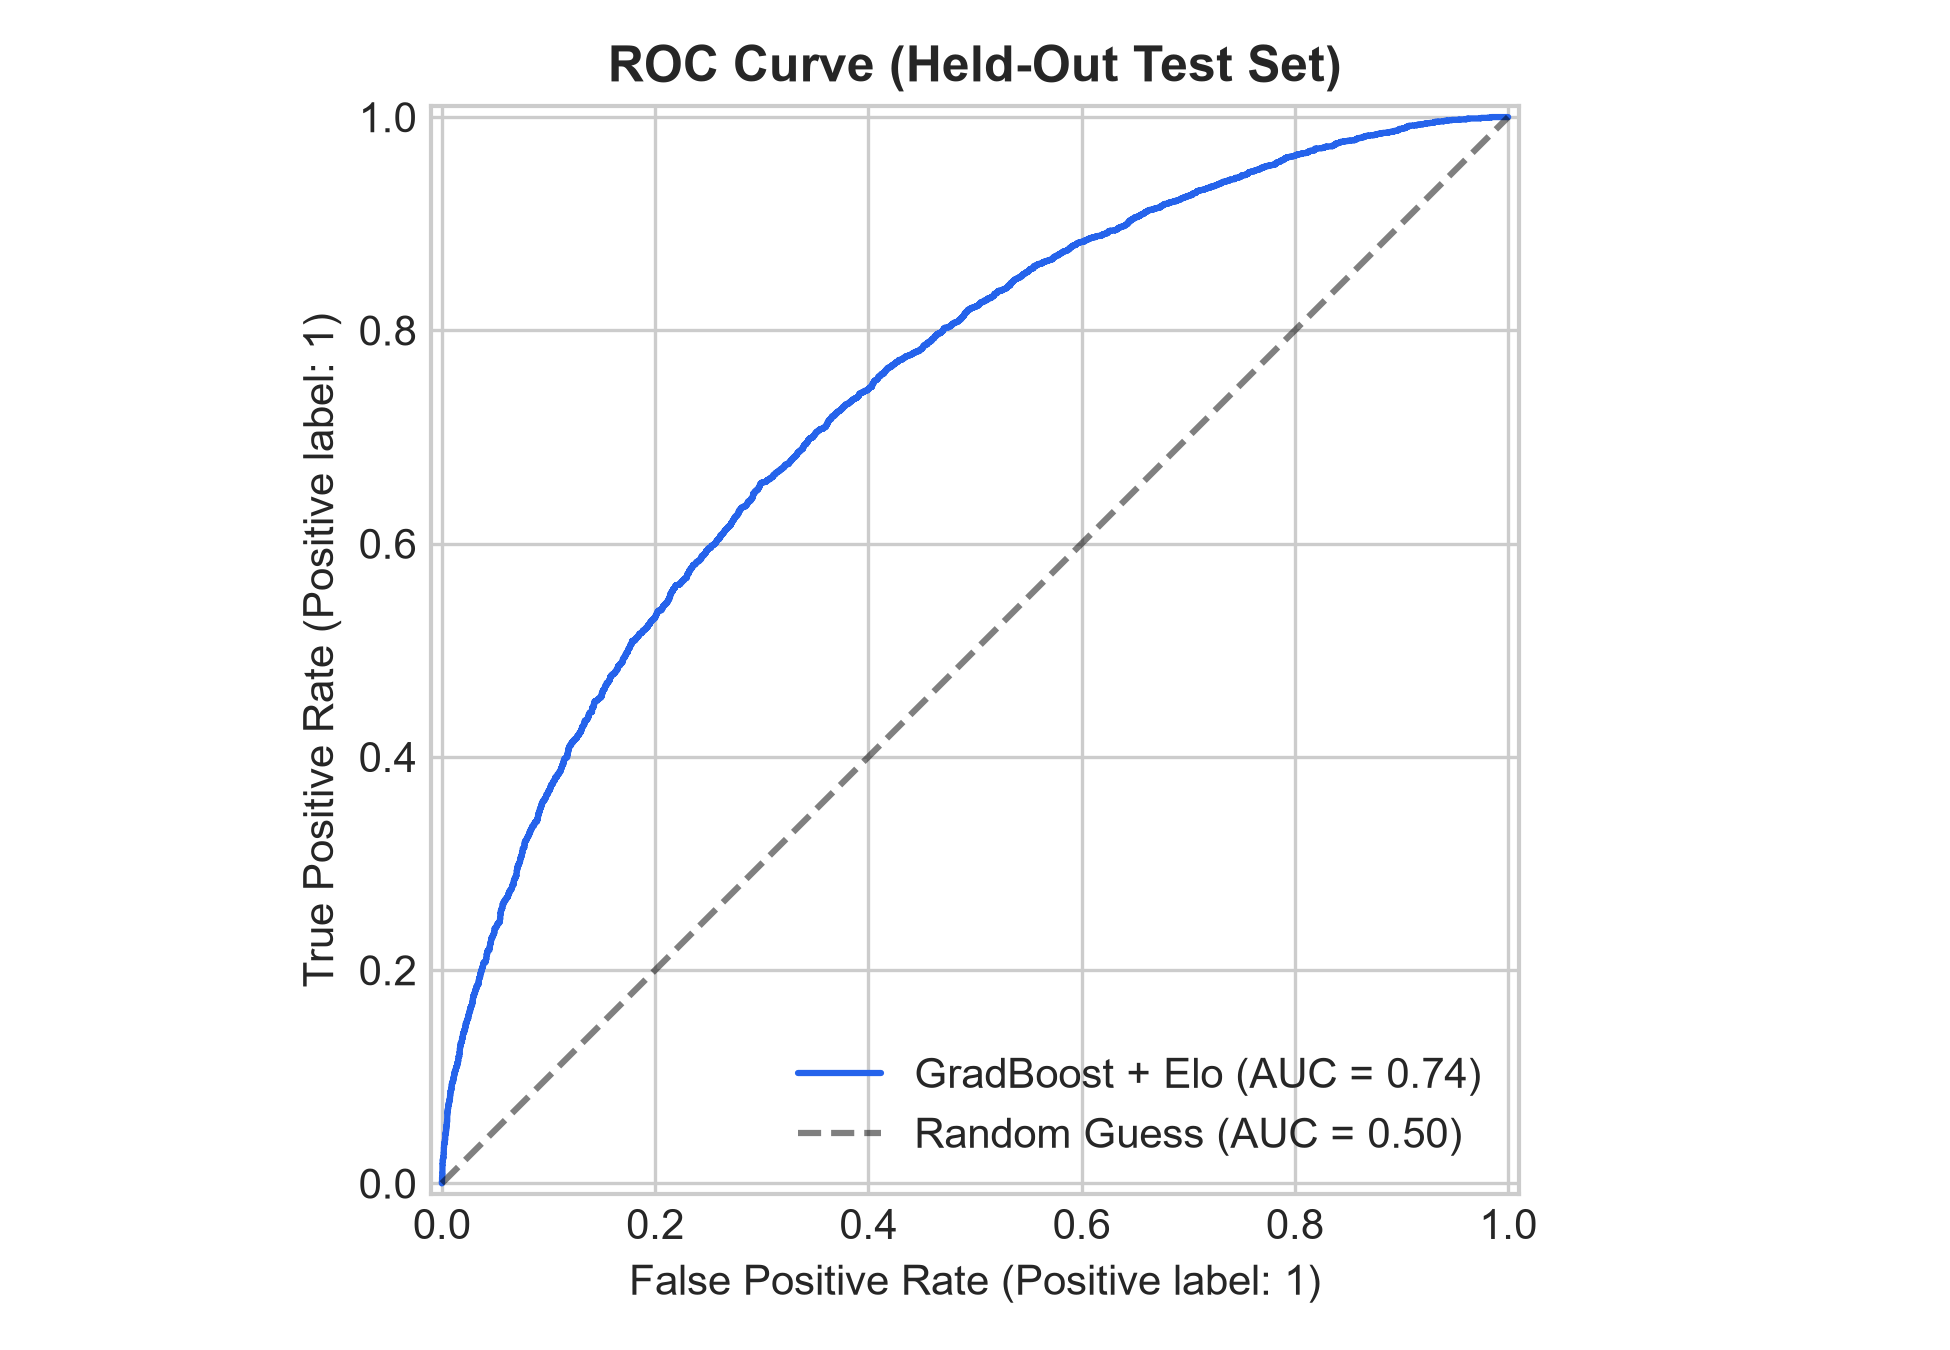 ROC Curve (Held-Out Test Set)
True Positive Rate (Positive label: 1)
1.0
0.8
0.6
0.4
0.2
0.0
GradBoost + Elo (AUC = 0.74)
Random Guess (AUC = 0.50)
0.0 0.2 0.4 0.6 0.8 1.0
False Positive Rate (Positive label: 1)